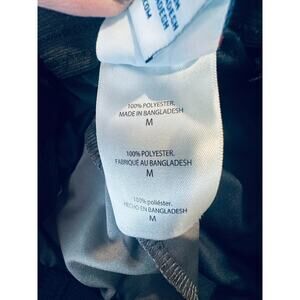 100% POLYESTER.
MADE IN BANGLADESH
M
100% POLYESTER.
FABRIQUÉ AU BANGLADESH
M
100% poliéster.
HECHO EN BANGLADESH
M